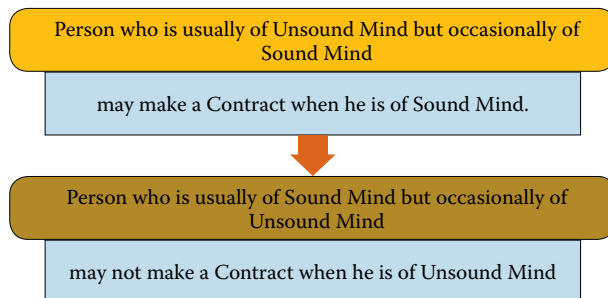 Person who is usually of Unsound Mind but occasionally of
Sound Mind
may make a Contract when he is of Sound Mind.
Person who is usually of Sound Mind but occasionally of
Unsound Mind
may not make a Contract when he is of Unsound Mind